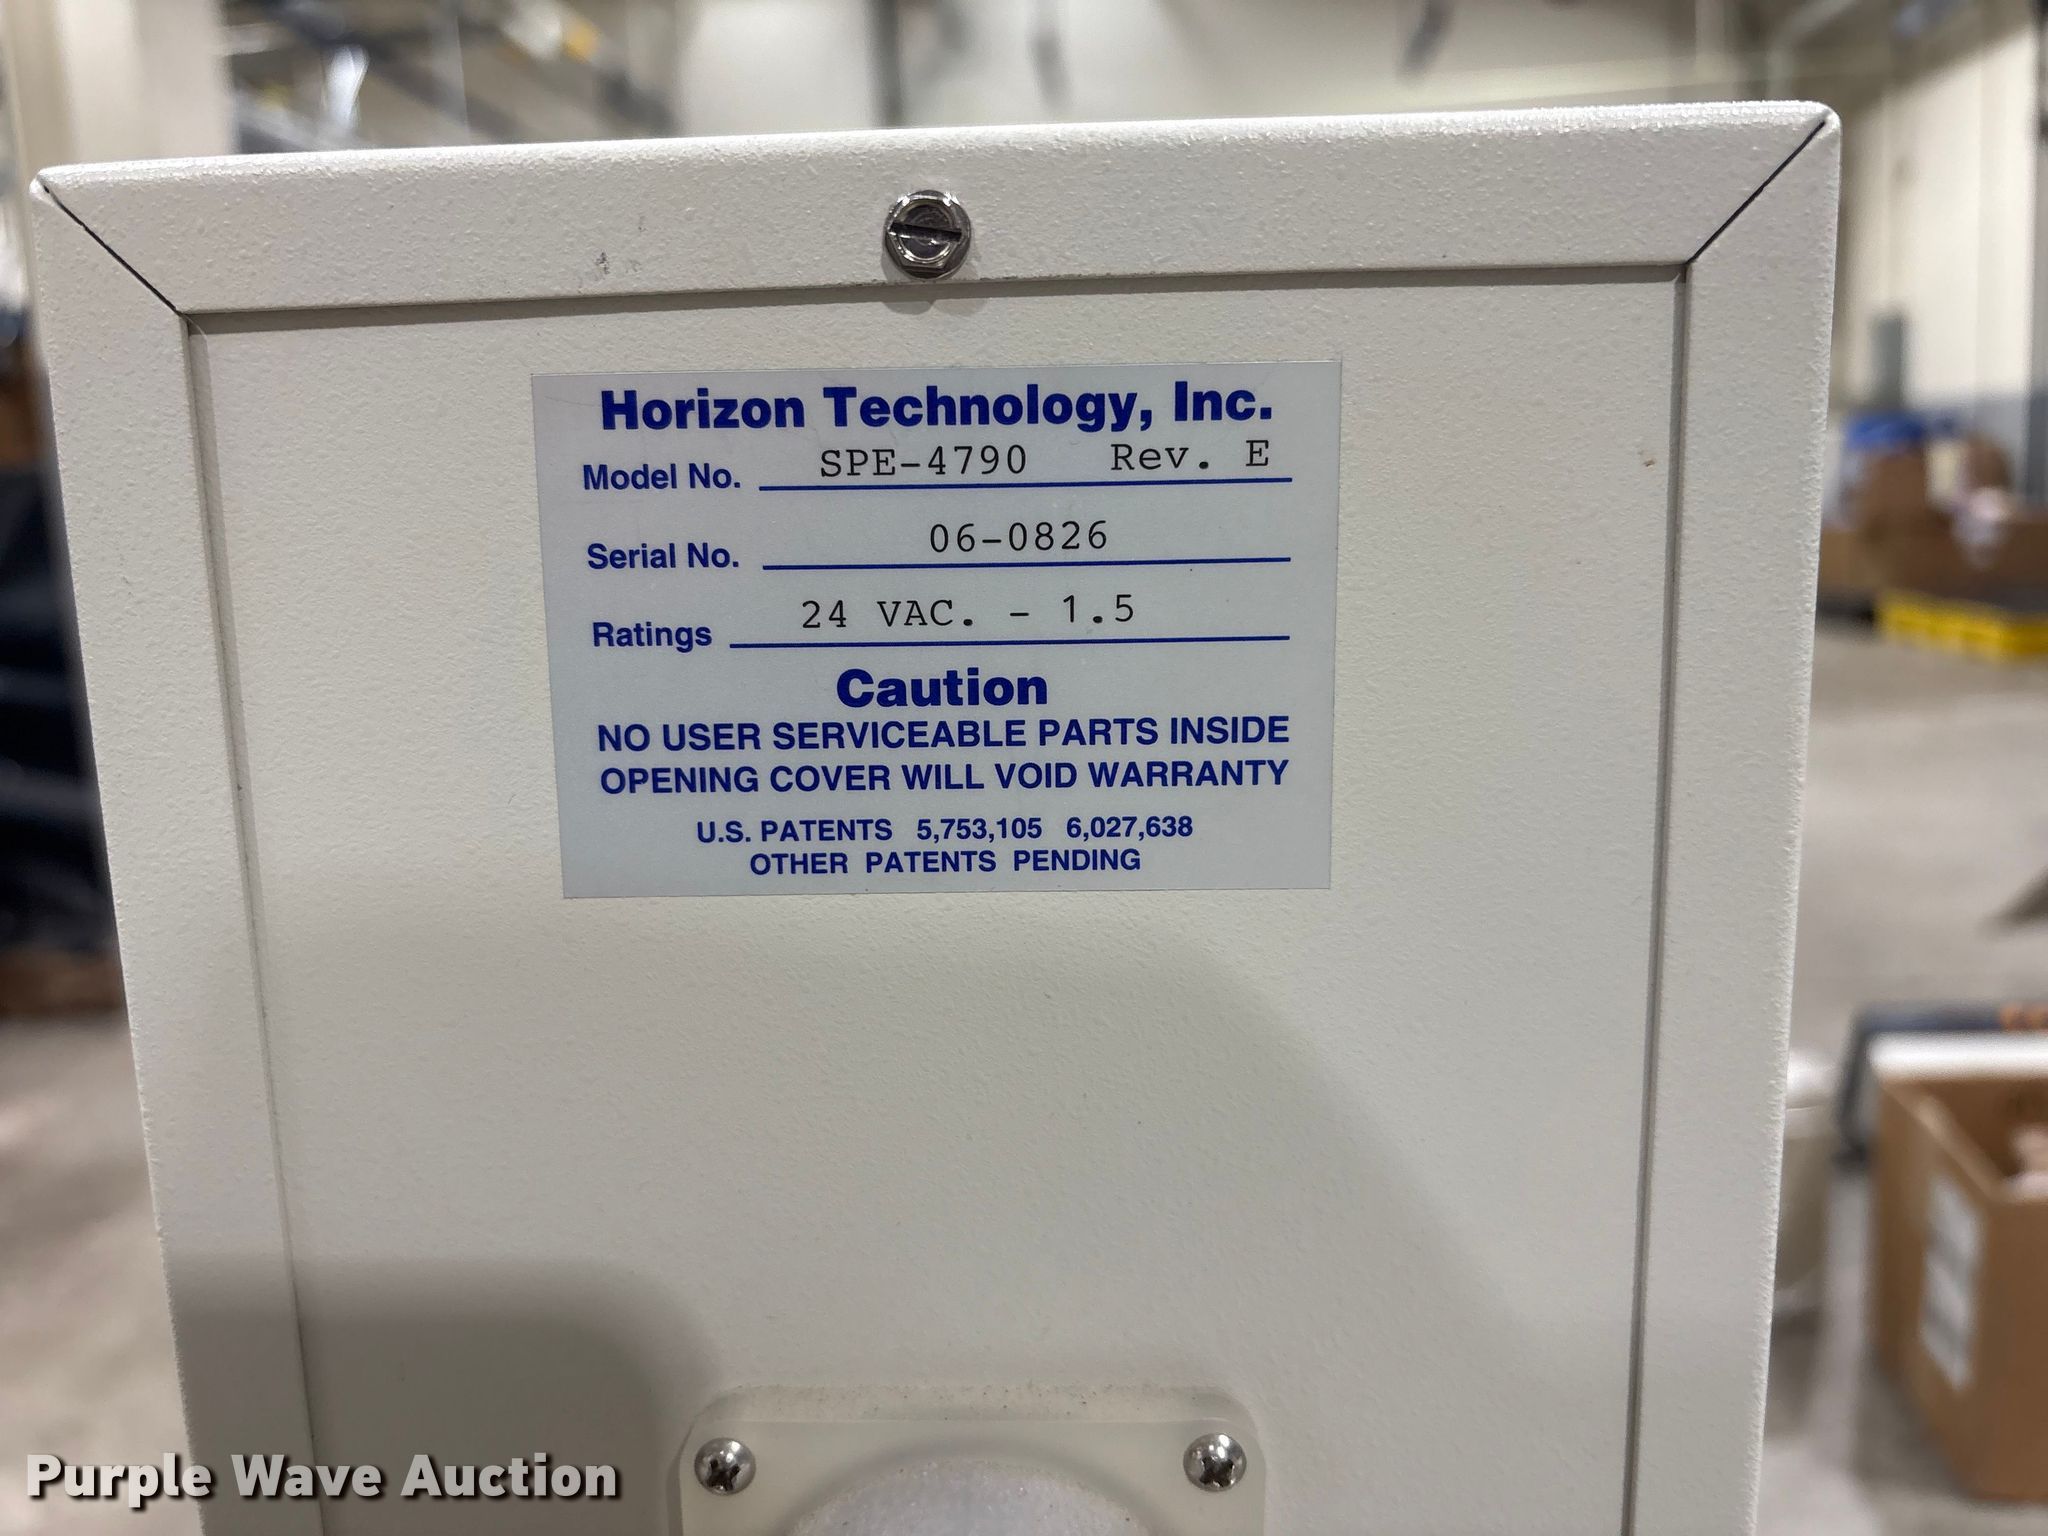 Horizon Technology, Inc.
Model No. SPE-4790 Rev. E
Serial No. 06-0826
Ratings 24 VAC. - 1.5
Caution
NO USER SERVICEABLE PARTS INSIDE
OPENING COVER WILL VOID WARRANTY
U.S. PATENTS 5,753,105 6,027,638
OTHER PATENTS PENDING
Purple Wave Auction